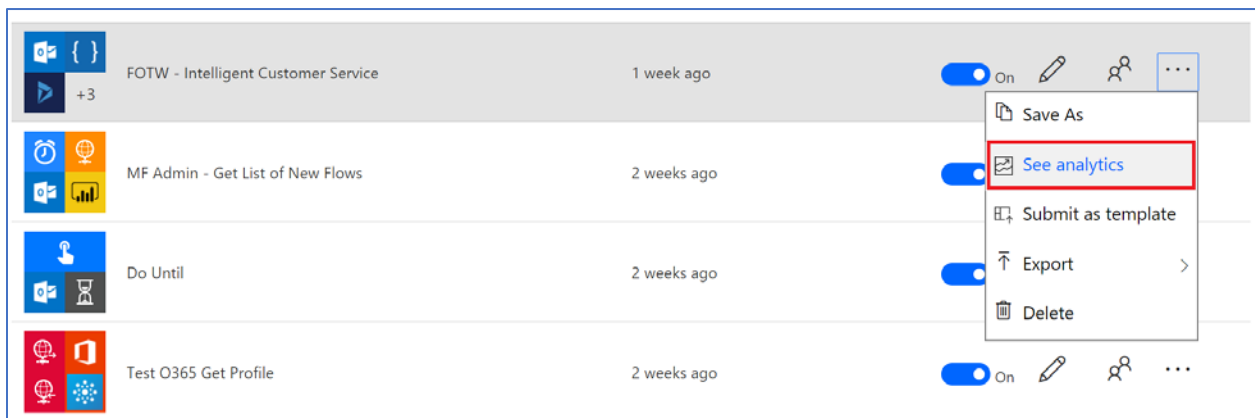 FOTW - Intelligent Customer Service 1 week ago On
+3
Save As
MF Admin - Get List of New Flows 2 weeks ago
See analytics
Submit as template
Do Until 2 weeks ago
Export
Delete
Test O365 Get Profile 2 weeks ago On